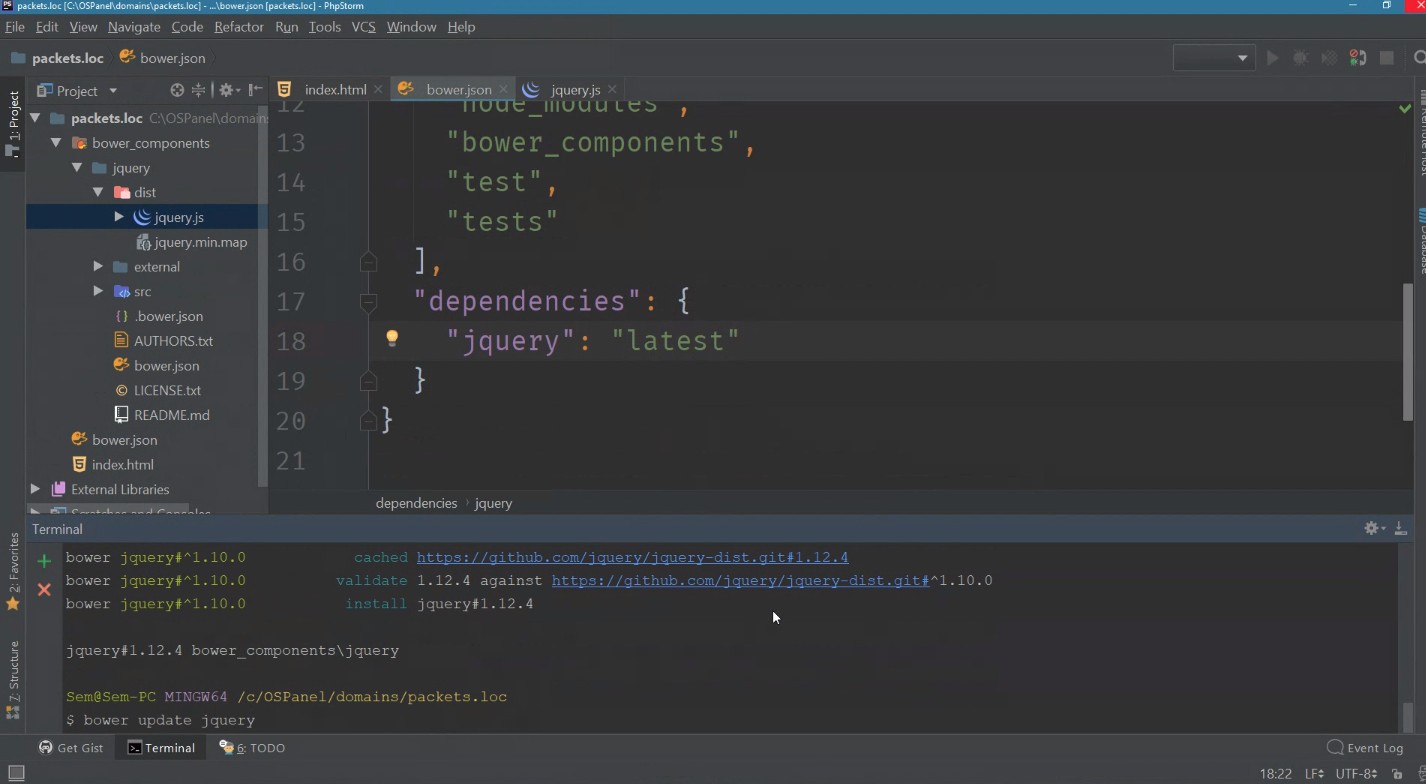 packets.loc [C:\OSPanel\domains\packets.loc] - ...\bower.json [packets.loc] - PhpStorm
File Edit View Navigate Code Refactor Run Tools VCS Window Help
packets.loc bower.json
Project
index.html bower.json jquery.js
1: Project
packets.loc C:\OSPanel\domain
bower_components
jquery
dist
jquery.js
jquery.min.map
external
src
.bower.json
AUTHORS.txt
bower.json
LICENSE.txt
README.md
bower.json
index.html
External Libraries
Scratches and Consoles
12 "node_modules",
13 "bower_components",
14 "test",
15 "tests"
16 ],
17 "dependencies": {
18 "jquery": "latest"
19 }
20 }
21
dependencies › jquery
Remote Host
Database
Terminal
bower jquery#^1.10.0 cached https://github.com/jquery/jquery-dist.git#1.12.4
bower jquery#^1.10.0 validate 1.12.4 against https://github.com/jquery/jquery-dist.git#^1.10.0
bower jquery#^1.10.0 install jquery#1.12.4
jquery#1.12.4 bower_components\jquery
Sem@Sem-PC MINGW64 /c/OSPanel/domains/packets.loc
$ bower update jquery
2: Favorites
7: Structure
Get Gist Terminal 6: TODO Event Log
18:22 LF UTF-8